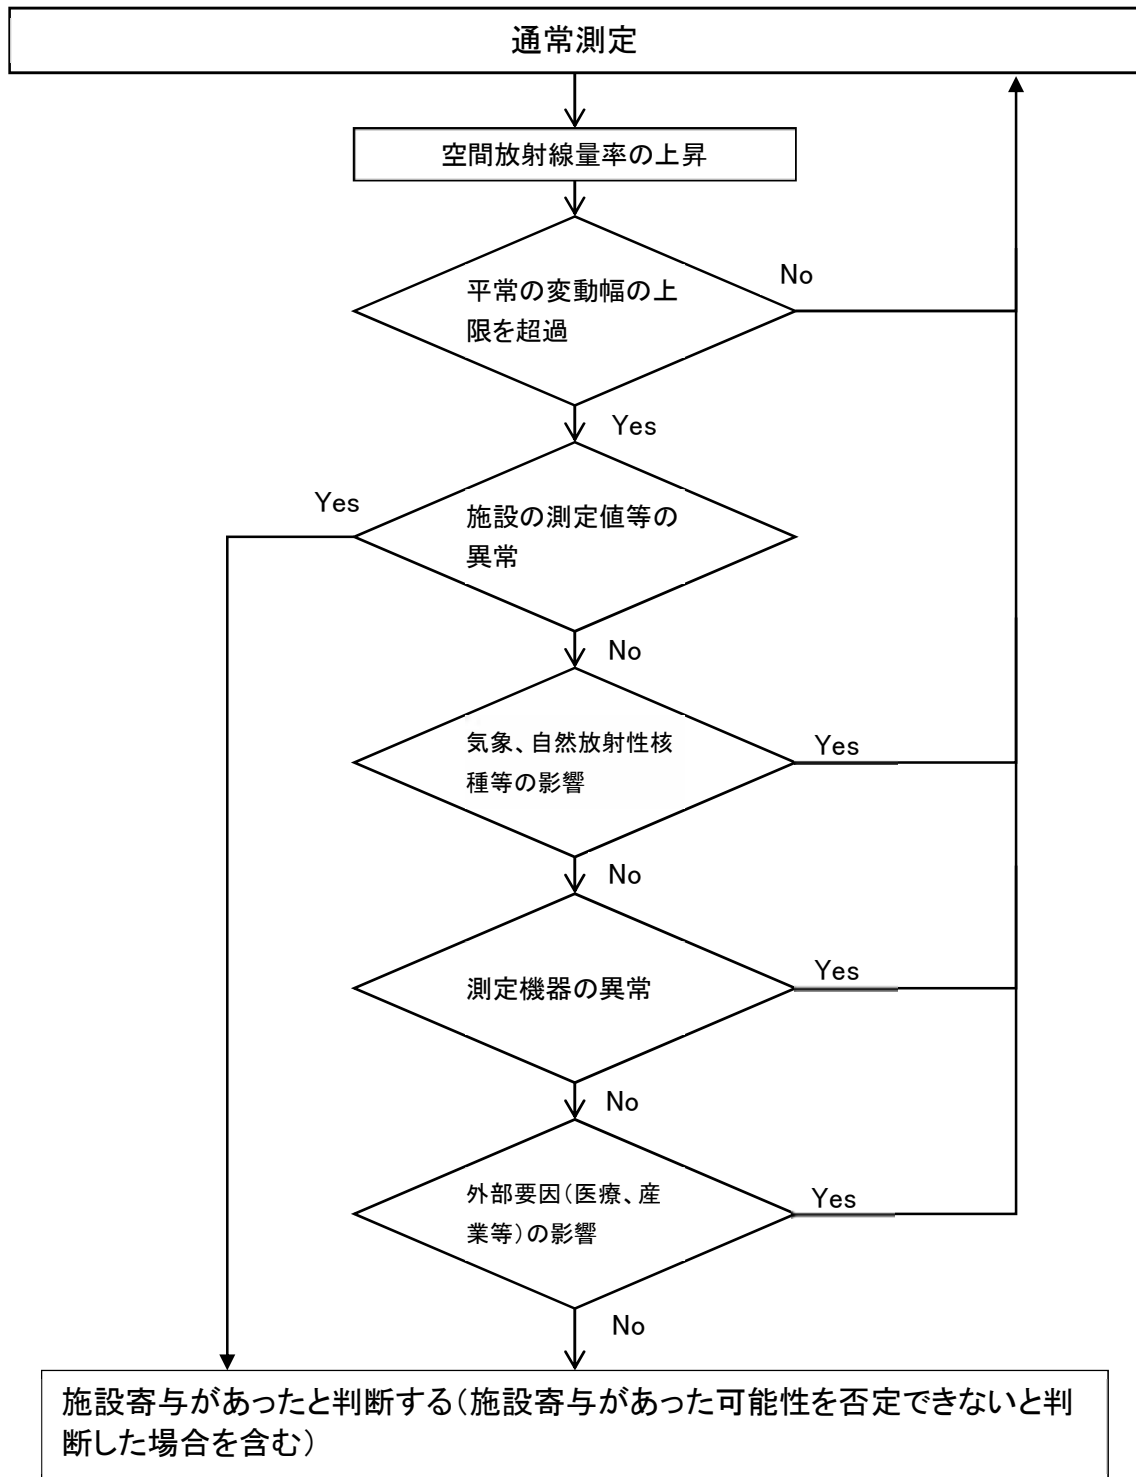 通常測定
空間放射線量率の上昇
平常の変動幅の上
限を超過
No
Yes
施設の測定値等の
異常
Yes
No
気象、自然放射性核
種等の影響
Yes
No
測定機器の異常
Yes
No
外部要因(医療、産
業等)の影響
Yes
No
施設寄与があったと判断する(施設寄与があった可能性を否定できないと判
断した場合を含む)